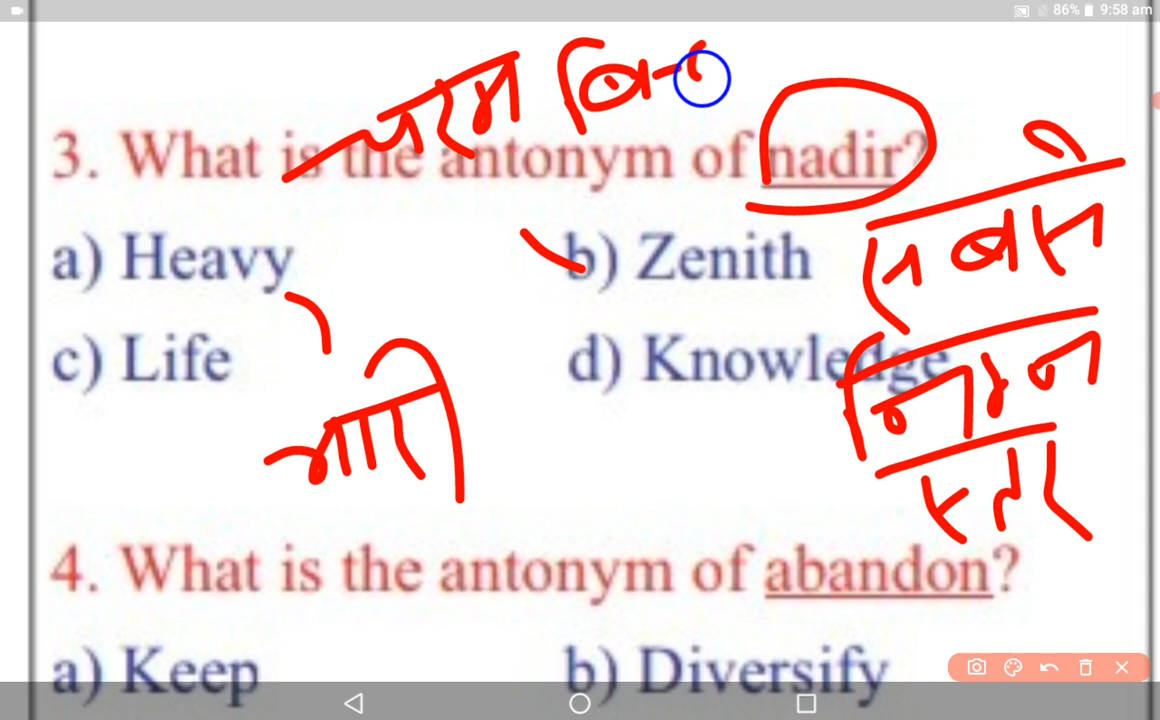 86% 9:58 am
चरम बिन्
3. What is the antonym of nadir?
a) Heavy b) Zenith
सबसे
c) Life d) Knowledge
भारी
स्तर
4. What is the antonym of abandon?
a) Keep b) Diversify